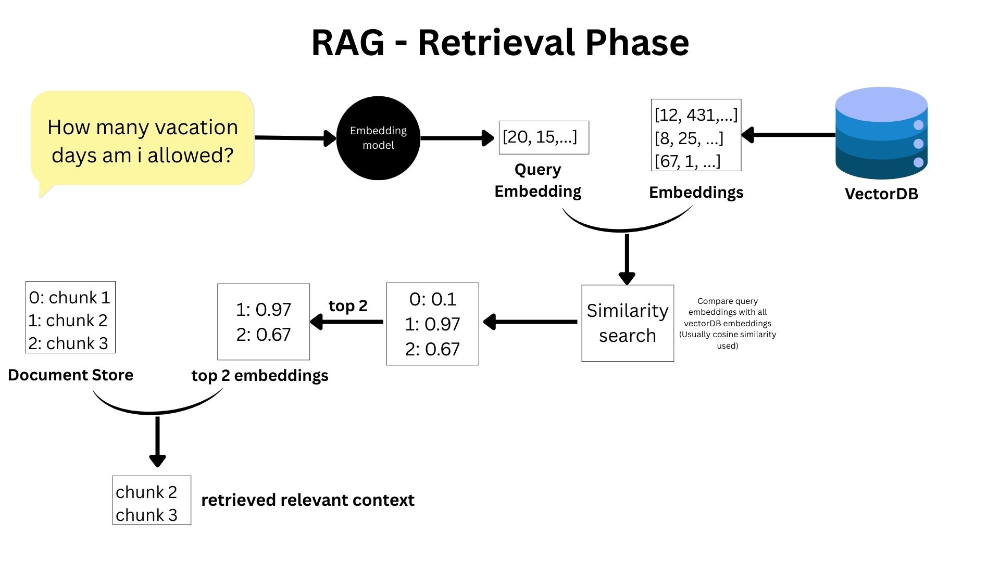 RAG - Retrieval Phase
How many vacation
days am i allowed?
Embedding
model
[20, 15,...]
Query
Embedding
[12, 431,...]
[8, 25, ...]
[67, 1, ...]
Embeddings
VectorDB
Similarity
search
Compare query
embeddings with all
vectorDB embeddings
(Usually cosine similarity
used)
0: 0.1
1: 0.97
2: 0.67
top 2
1: 0.97
2: 0.67
top 2 embeddings
0: chunk 1
1: chunk 2
2: chunk 3
Document Store
chunk 2
chunk 3
retrieved relevant context